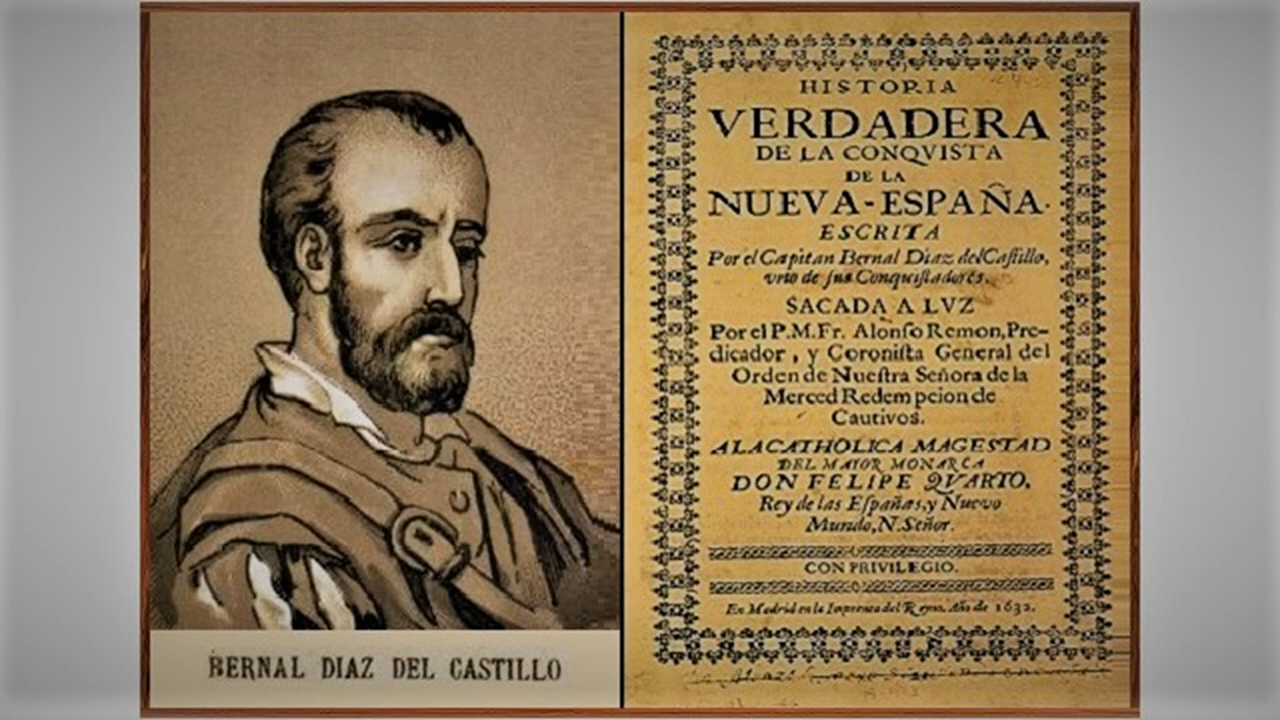 BERNAL DIAZ DEL CASTILLO
HISTORIA
VERDADERA
DE LA CONQVISTA
DE LA
NUEVA-ESPAÑA.
ESCRITA
Por el Capitan Bernal Diaz del Castillo,
vno de sus Conquistadores.
SACADA A LVZ
Por el P.M.Fr. Alonso Remon, Pre-
dicador, y Coronista General del
Orden de Nuestra Señora de la
Merced Redempcion de
Cautivos.
A LA CATHOLICA MAGESTAD
DEL MAYOR MONARCA
DON FELIPE QVARTO,
Rey de las Españas, y Nuevo
Mundo, N. Señor.
CON PRIVILEGIO.
En Madrid en la Imprenta del Reyno. Año de 1632.